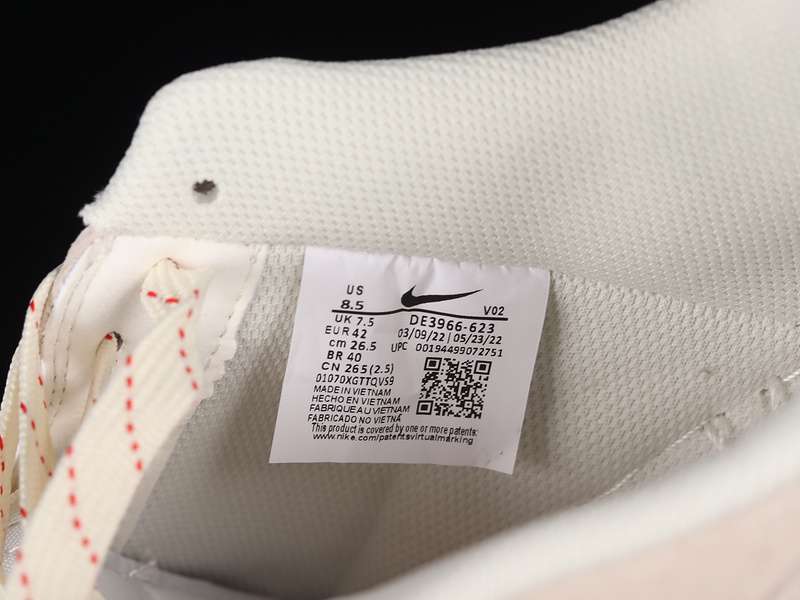 US
8.5
V02
UK 7.5
DE3966-623
EUR 42
03/09/22 | 05/23/22
cm 26.5
UPC 00194499072751
BR 40
CN 265(2.5)
01070XGTTQVS9
MADE IN VIETNAM
HECHO EN VIETNAM
FABRIQUE AU VIETNAM
FABRICADO NO VIETNÃ
This product is covered by one or more patents:
www.nike.com/patentsvirtualmarking